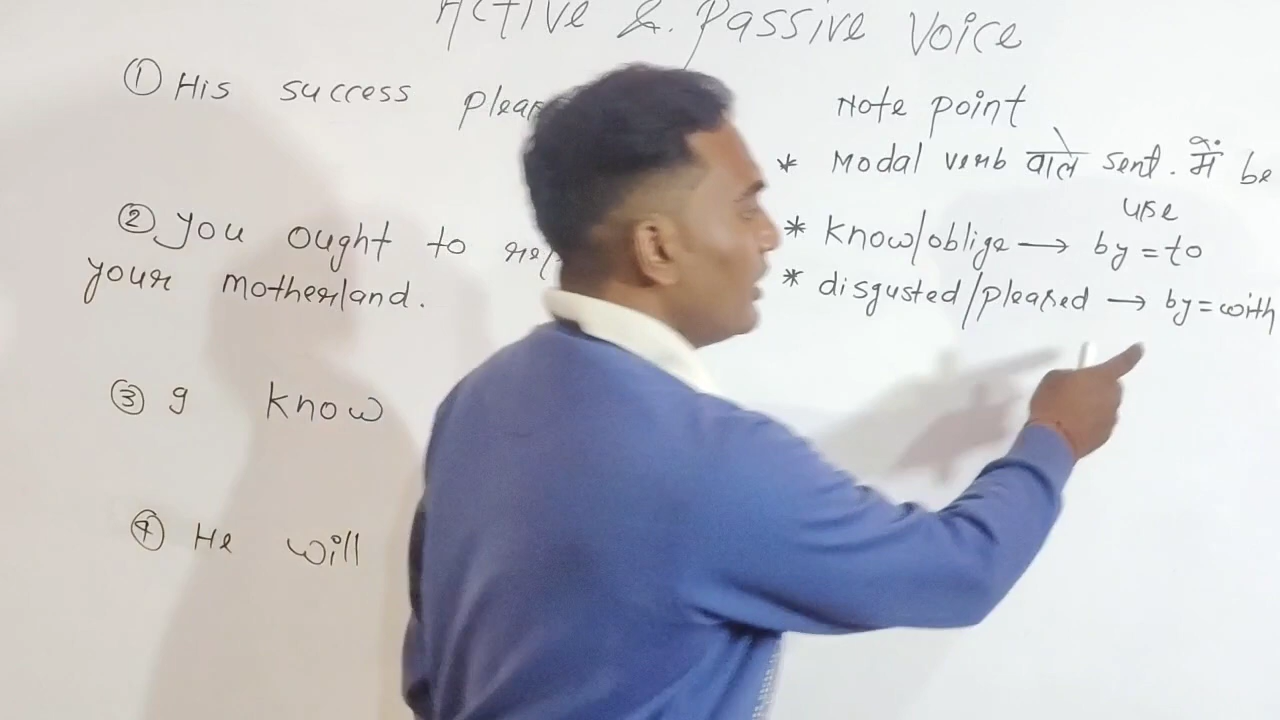 Active & Passive Voice
① His success
② You ought to
your motherland.
③ I know
④ He will
Note point
* Modal verb वाले sent. में be
use
* know/oblige → by = to
* disgusted/pleased → by = with